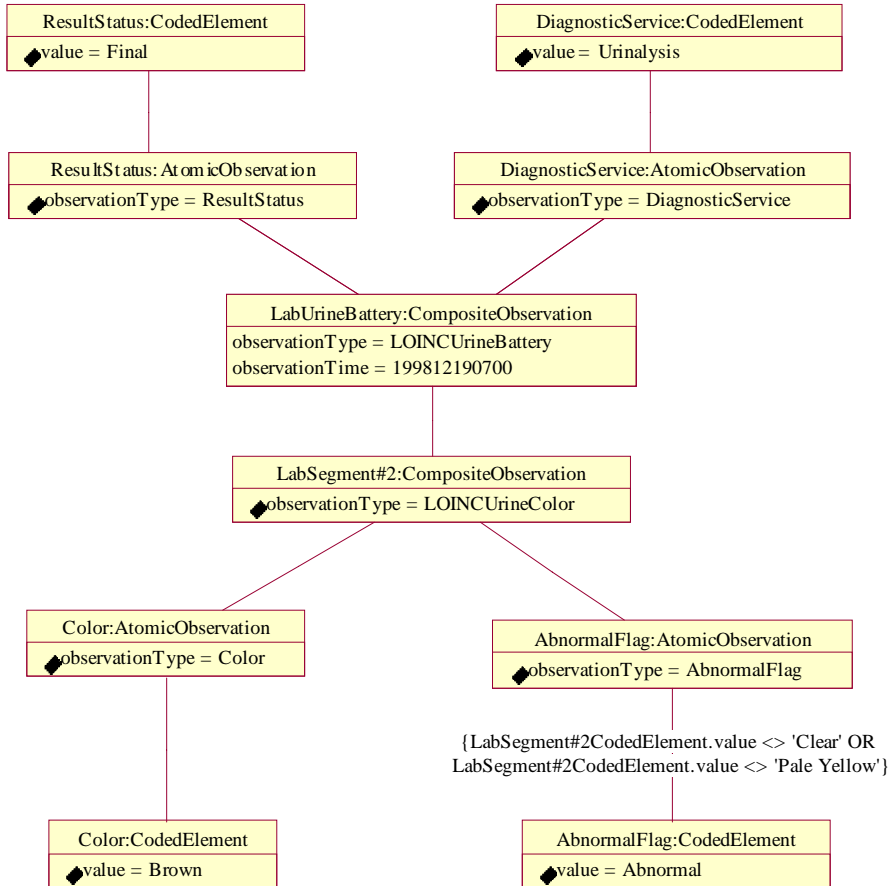 ResultStatus:CodedElement
value = Final
DiagnosticService:CodedElement
value = Urinalysis
ResultStatus:AtomicObservation
observationType = ResultStatus
DiagnosticService:AtomicObservation
observationType = DiagnosticService
LabUrineBattery:CompositeObservation
observationType = LOINCUrineBattery
observationTime = 199812190700
LabSegment#2:CompositeObservation
observationType = LOINCUrineColor
Color:AtomicObservation
observationType = Color
AbnormalFlag:AtomicObservation
observationType = AbnormalFlag
{LabSegment#2CodedElement.value <> 'Clear' OR
LabSegment#2CodedElement.value <> 'Pale Yellow'}
Color:CodedElement
value = Brown
AbnormalFlag:CodedElement
value = Abnormal